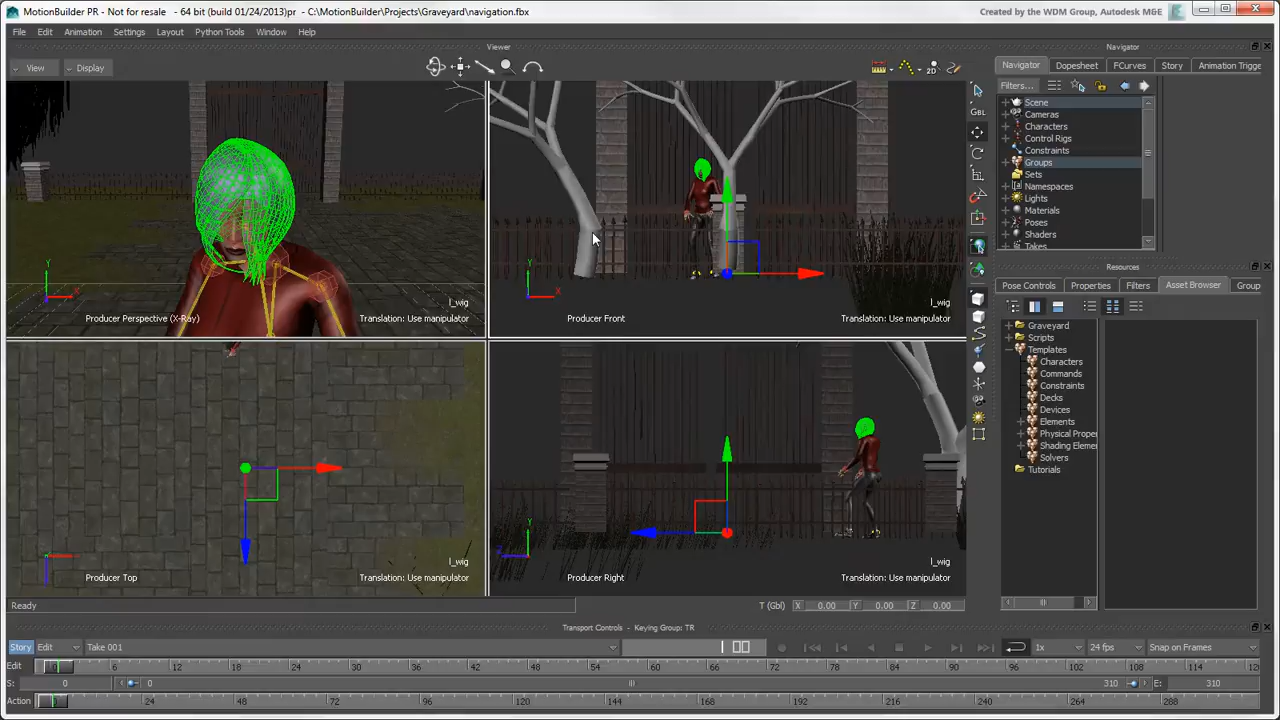 MotionBuilder PR - Not for resale - 64 bit (build 01/24/2013)pr - C:\MotionBuilder\Projects\Graveyard\navigation.fbx
Created by the WDM Group, Autodesk M&E
File Edit Animation Settings Layout Python Tools Window Help
Viewer
Navigator
View Display
2D
Navigator Dopesheet FCurves Story Animation Trigge
Filters...
GBL
Scene
Cameras
Characters
Control Rigs
Constraints
Groups
Sets
Namespaces
Lights
Materials
Poses
Shaders
Takes
Y
X
l_wig
Producer Perspective (X-Ray) Translation: Use manipulator
Y
X
l_wig
Producer Front Translation: Use manipulator
Resources
Pose Controls Properties Filters Asset Browser Group
Graveyard
Scripts
Templates
Characters
Commands
Constraints
Decks
Devices
Elements
Physical Proper
Shading Eleme
Solvers
Tutorials
X
Z
l_wig
Producer Top Translation: Use manipulator
Y
Z
l_wig
Producer Right Translation: Use manipulator
Ready
T (Gbl) X 0.00 Y 0.00 Z 0.00
Transport Controls - Keying Group: TR
Story Edit Take 001 1x 24 fps Snap on Frames
Edit 0 6 12 18 24 30 36 42 48 54 60 66 72 78 84 90 96 102 108 114
S: 0 0 310 E: 310
Action 0 24 48 72 96 120 144 168 192 216 240 264 288